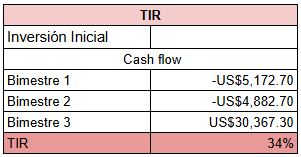 TIR
Inversión Inicial
Cash flow
Bimestre 1 -US$5,172.70
Bimestre 2 -US$4,882.70
Bimestre 3 US$30,367.30
TIR 34%